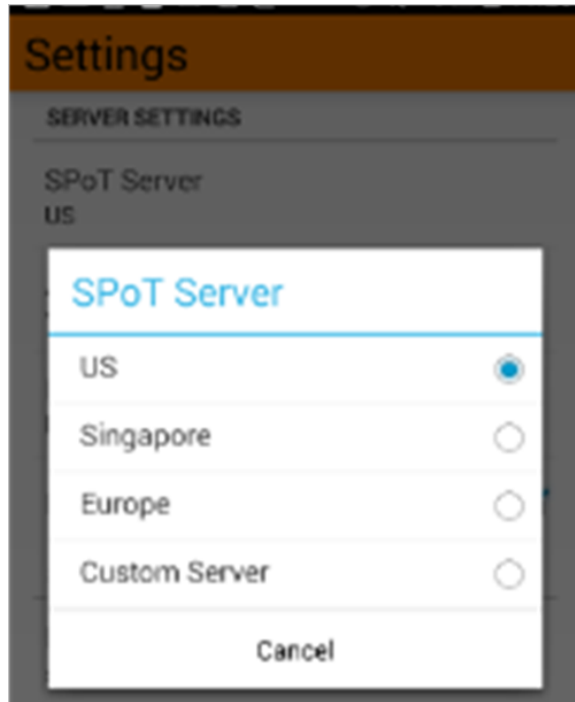 Settings
SERVER SETTINGS
SPoT Server
US
SPoT Server
US
Singapore
Europe
Custom Server
Cancel